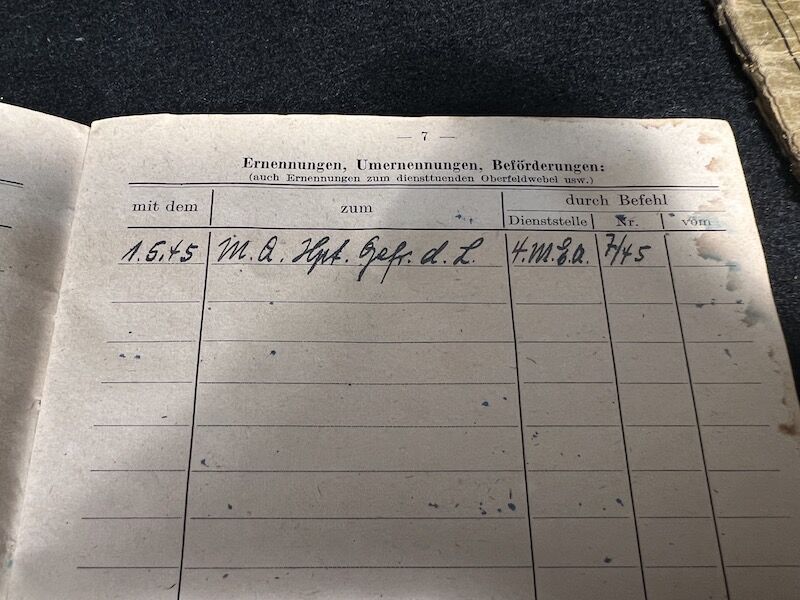 — 7 —
Ernennungen, Umernennungen, Beförderungen:
(auch Ernennungen zum diensttuenden Oberfeldwebel usw.)
mit dem zum durch Befehl
Dienststelle Nr. vom
1.5.45 M. A. Hpt. Gefr. d. L. 4. M.E.A. 7/45